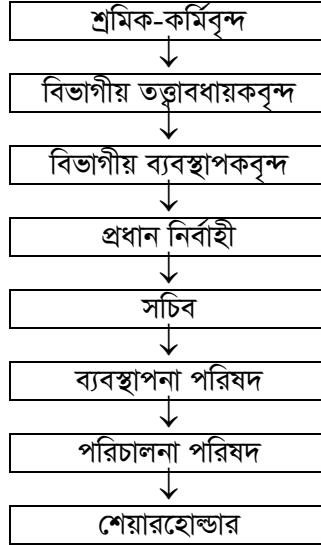 শ্রমিক-কর্মিবৃন্দ
বিভাগীয় তত্ত্বাবধায়কবৃন্দ
বিভাগীয় ব্যবস্থাপকবৃন্দ
প্রধান নির্বাহী
সচিব
ব্যবস্থাপনা পরিষদ
পরিচালনা পরিষদ
শেয়ারহোল্ডার